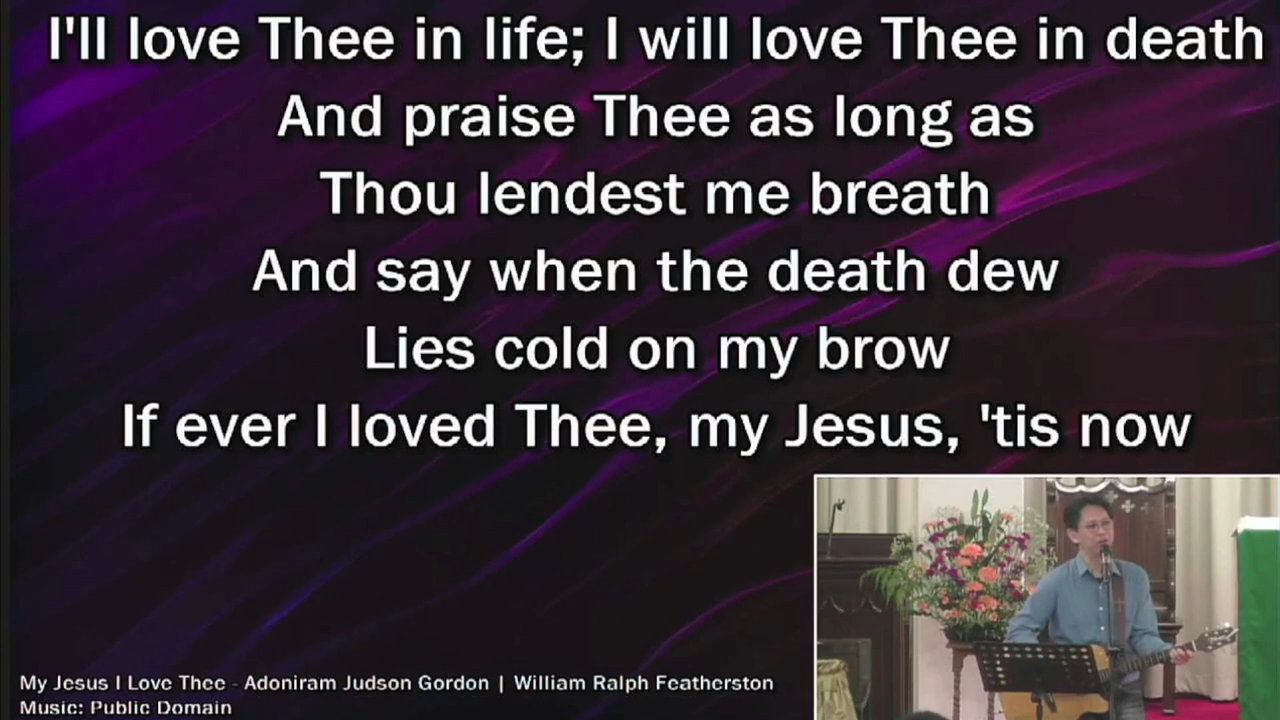 I'll love Thee in life; I will love Thee in death
And praise Thee as long as
Thou lendest me breath
And say when the death dew
Lies cold on my brow
If ever I loved Thee, my Jesus, 'tis now
My Jesus I Love Thee - Adoniram Judson Gordon | William Ralph Featherston
Music: Public Domain